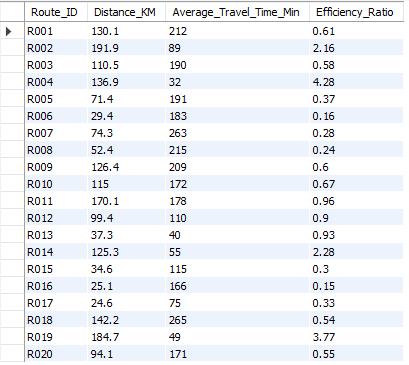 Route_ID Distance_KM Average_Travel_Time_Min Efficiency_Ratio
R001 130.1 212 0.61
R002 191.9 89 2.16
R003 110.5 190 0.58
R004 136.9 32 4.28
R005 71.4 191 0.37
R006 29.4 183 0.16
R007 74.3 263 0.28
R008 52.4 215 0.24
R009 126.4 209 0.6
R010 115 172 0.67
R011 170.1 178 0.96
R012 99.4 110 0.9
R013 37.3 40 0.93
R014 125.3 55 2.28
R015 34.6 115 0.3
R016 25.1 166 0.15
R017 24.6 75 0.33
R018 142.2 265 0.54
R019 184.7 49 3.77
R020 94.1 171 0.55